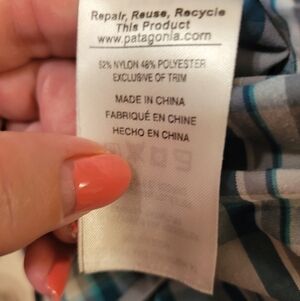 Repair, Reuse, Recycle
This Product
www.patagonia.com
52% NYLON 48% POLYESTER
EXCLUSIVE OF TRIM
MADE IN CHINA
FABRIQUÉ EN CHINE
HECHO EN CHINA